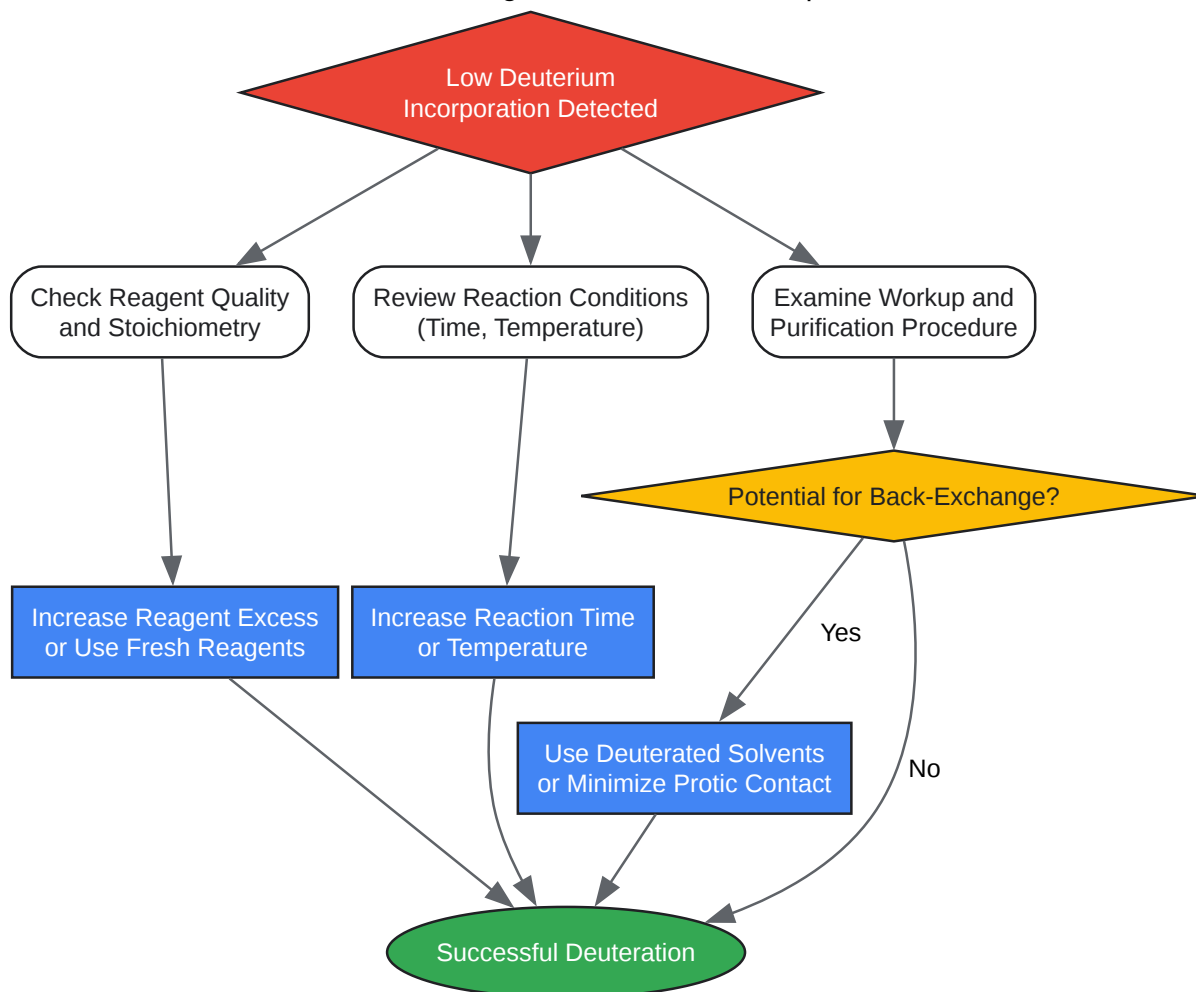 Low Deuterium
Incorporation Detected
Check Reagent Quality
and Stoichiometry
Review Reaction Conditions
(Time, Temperature)
Examine Workup and
Purification Procedure
Potential for Back-Exchange?
Increase Reagent Excess
or Use Fresh Reagents
Increase Reaction Time
or Temperature
Yes
Use Deuterated Solvents
or Minimize Protic Contact
No
Successful Deuteration